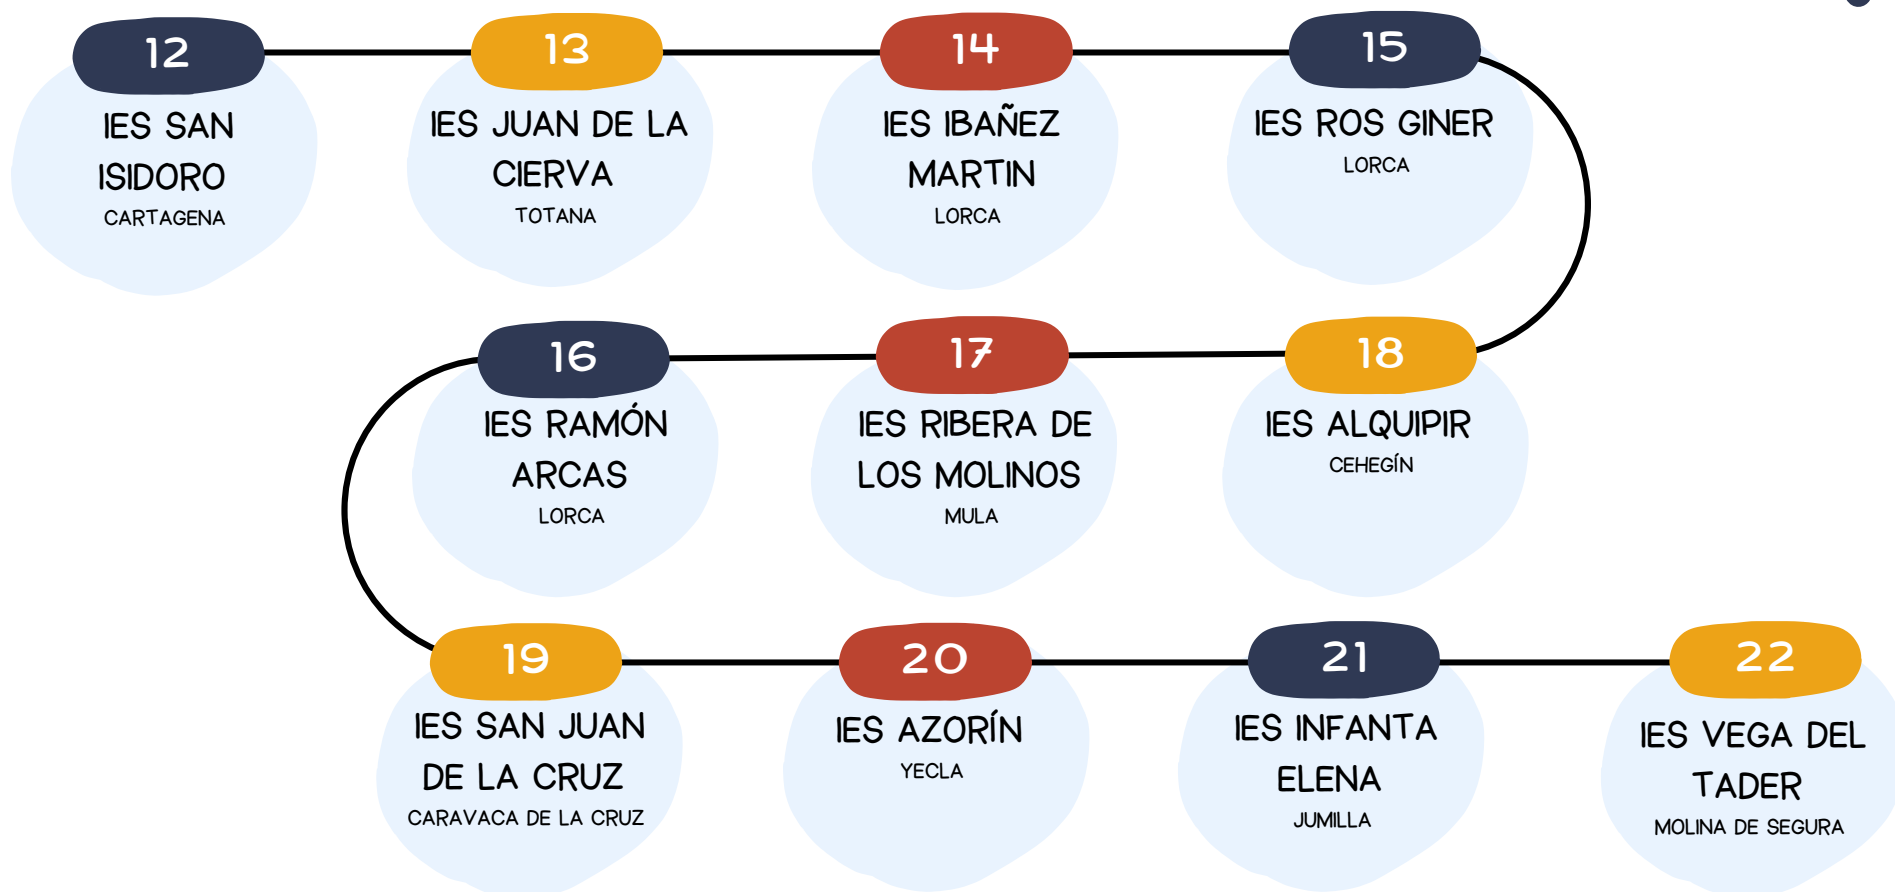 12
IES SAN
ISIDORO
CARTAGENA
13
IES JUAN DE LA
CIERVA
TOTANA
14
IES IBAÑEZ
MARTIN
LORCA
15
IES ROS GINER
LORCA
16
IES RAMÓN
ARCAS
LORCA
17
IES RIBERA DE
LOS MOLINOS
MULA
18
IES ALQUIPIR
CEHEGÍN
19
IES SAN JUAN
DE LA CRUZ
CARAVACA DE LA CRUZ
20
IES AZORÍN
YECLA
21
IES INFANTA
ELENA
JUMILLA
22
IES VEGA DEL
TADER
MOLINA DE SEGURA